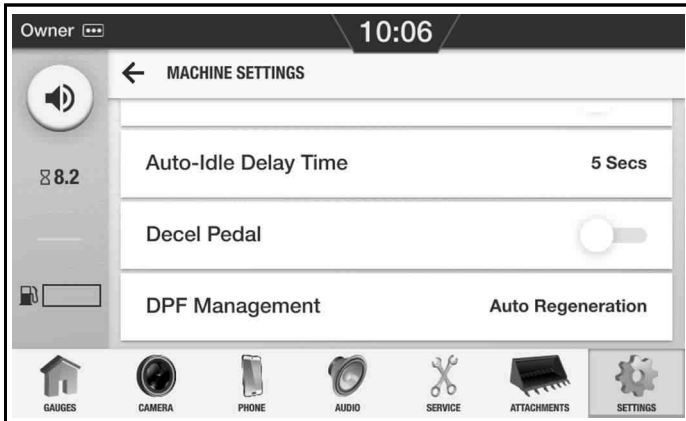 Owner
10:06
MACHINE SETTINGS
Auto-Idle Delay Time 5 Secs
8.2
Decel Pedal
DPF Management Auto Regeneration
GAUGES CAMERA PHONE AUDIO SERVICE ATTACHMENTS SETTINGS